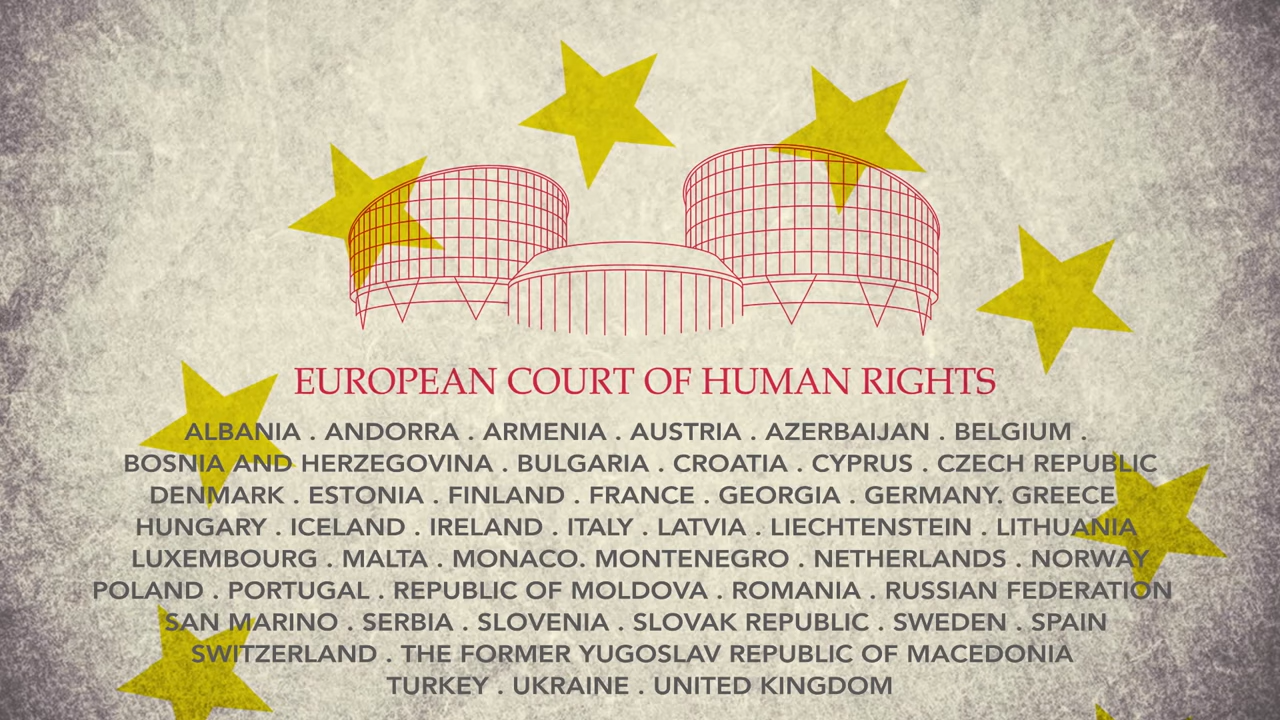 EUROPEAN COURT OF HUMAN RIGHTS
ALBANIA . ANDORRA . ARMENIA . AUSTRIA . AZERBAIJAN . BELGIUM .
BOSNIA AND HERZEGOVINA . BULGARIA . CROATIA . CYPRUS . CZECH REPUBLIC
DENMARK . ESTONIA . FINLAND . FRANCE . GEORGIA . GERMANY. GREECE
HUNGARY . ICELAND . IRELAND . ITALY . LATVIA . LIECHTENSTEIN . LITHUANIA
LUXEMBOURG . MALTA . MONACO. MONTENEGRO . NETHERLANDS . NORWAY
POLAND . PORTUGAL . REPUBLIC OF MOLDOVA . ROMANIA . RUSSIAN FEDERATION
SAN MARINO . SERBIA . SLOVENIA . SLOVAK REPUBLIC . SWEDEN . SPAIN
SWITZERLAND . THE FORMER YUGOSLAV REPUBLIC OF MACEDONIA
TURKEY . UKRAINE . UNITED KINGDOM